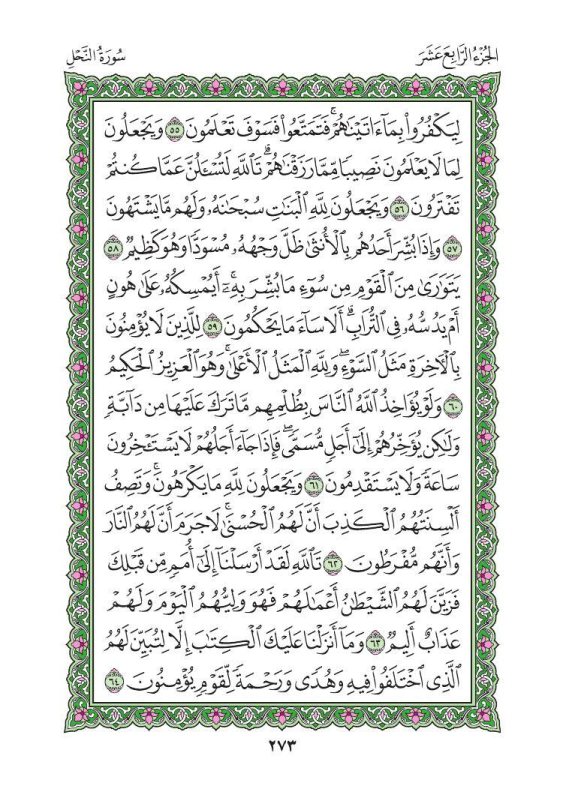 الجُزْءُ الرَّابِعَ عَشَرَ
سُورَةُ النَّحْلِ
لِيَكْفُرُوا۟ بِمَآ ءَاتَيْنَٰهُمْ ۚ فَتَمَتَّعُوا۟ فَسَوْفَ تَعْلَمُونَ ٥٥ وَيَجْعَلُونَ
لِمَا لَا يَعْلَمُونَ نَصِيبًا مِّمَّا رَزَقْنَٰهُمْ ۗ تَٱللَّهِ لَتُسْـَٔلُنَّ عَمَّا كُنتُمْ
تَفْتَرُونَ ٥٦ وَيَجْعَلُونَ لِلَّهِ ٱلْبَنَٰتِ سُبْحَٰنَهُۥ وَلَهُم مَّا يَشْتَهُونَ
٥٧ وَإِذَا بُشِّرَ أَحَدُهُم بِٱلْأُنثَىٰ ظَلَّ وَجْهُهُۥ مُسْوَدًّا وَهُوَ كَظِيمٌ ٥٨
يَتَوَٰرَىٰ مِنَ ٱلْقَوْمِ مِن سُوٓءِ مَا بُشِّرَ بِهِۦٓ ۚ أَيُمْسِكُهُۥ عَلَىٰ هُونٍ
أَمْ يَدُسُّهُۥ فِى ٱلتُّرَابِ ۗ أَلَا سَآءَ مَا يَحْكُمُونَ ٥٩ لِلَّذِينَ لَا يُؤْمِنُونَ
بِٱلْءَاخِرَةِ مَثَلُ ٱلسَّوْءِ ۖ وَلِلَّهِ ٱلْمَثَلُ ٱلْأَعْلَىٰ ۚ وَهُوَ ٱلْعَزِيزُ ٱلْحَكِيمُ
٦٠ وَلَوْ يُؤَاخِذُ ٱللَّهُ ٱلنَّاسَ بِظُلْمِهِم مَّا تَرَكَ عَلَيْهَا مِن دَآبَّةٍ
وَلَٰكِن يُؤَخِّرُهُمْ إِلَىٰٓ أَجَلٍ مُّسَمًّى ۖ فَإِذَا جَآءَ أَجَلُهُمْ لَا يَسْتَـْٔخِرُونَ
سَاعَةً وَلَا يَسْتَقْدِمُونَ ٦١ وَيَجْعَلُونَ لِلَّهِ مَا يَكْرَهُونَ ۚ وَتَصِفُ
أَلْسِنَتُهُمُ ٱلْكَذِبَ أَنَّ لَهُمُ ٱلْحُسْنَىٰ ۖ لَا جَرَمَ أَنَّ لَهُمُ ٱلنَّارَ
وَأَنَّهُم مُّفْرَطُونَ ٦٢ تَٱللَّهِ لَقَدْ أَرْسَلْنَآ إِلَىٰٓ أُمَمٍ مِّن قَبْلِكَ
فَزَيَّنَ لَهُمُ ٱلشَّيْطَٰنُ أَعْمَٰلَهُمْ فَهُوَ وَلِيُّهُمُ ٱلْيَوْمَ وَلَهُمْ
عَذَابٌ أَلِيمٌ ٦٣ وَمَآ أَنزَلْنَا عَلَيْكَ ٱلْكِتَٰبَ إِلَّا لِتُبَيِّنَ لَهُمُ
ٱلَّذِى ٱخْتَلَفُوا۟ فِيهِ ۙ وَهُدًى وَرَحْمَةً لِّقَوْمٍ يُؤْمِنُونَ ٦٤
٢٧٣